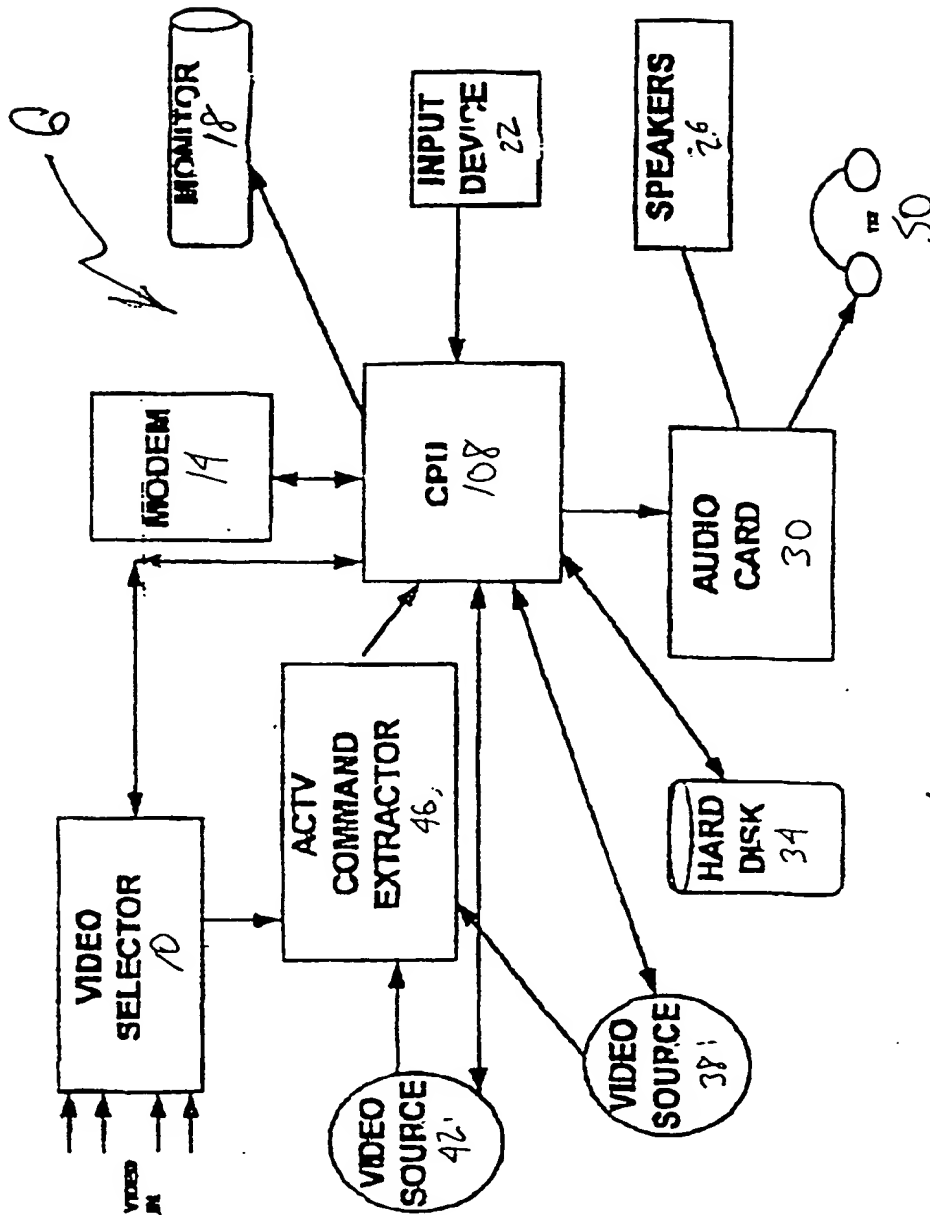 6
VIDEO
IN
VIDEO
SELECTOR
10
MODEM
14
MONITOR
18
ACTV
COMMAND
EXTRACTOR
46
CPU
108
INPUT
DEVICE
22
VIDEO
SOURCE
42
VIDEO
SOURCE
38
HARD
DISK
34
AUDIO
CARD
30
SPEAKERS
26
50